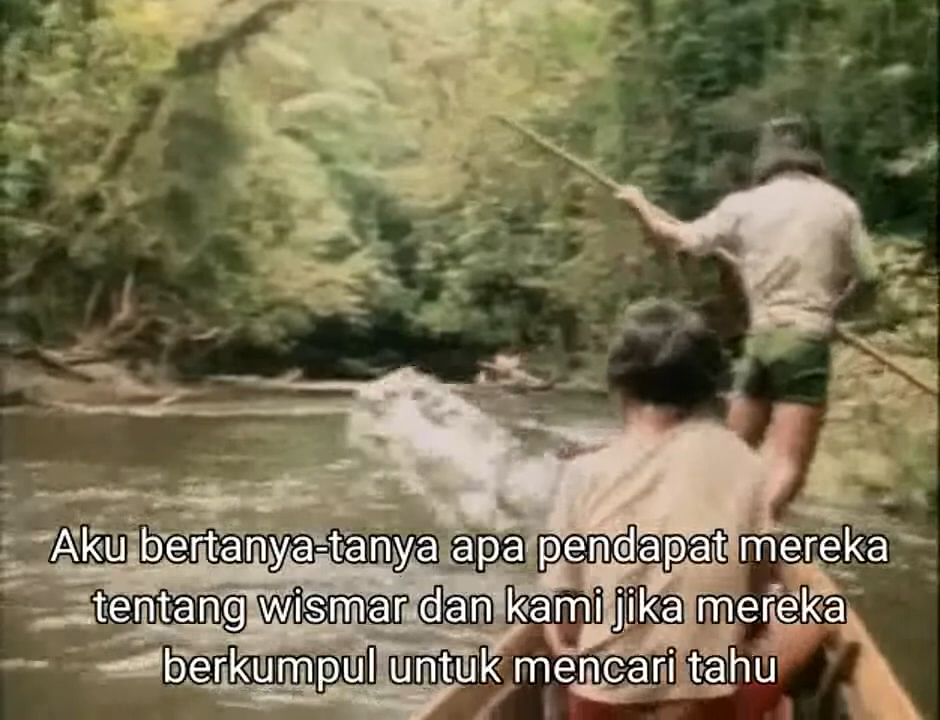 Aku bertanya-tanya apa pendapat mereka
tentang wismar dan kami jika mereka
berkumpul untuk mencari tahu